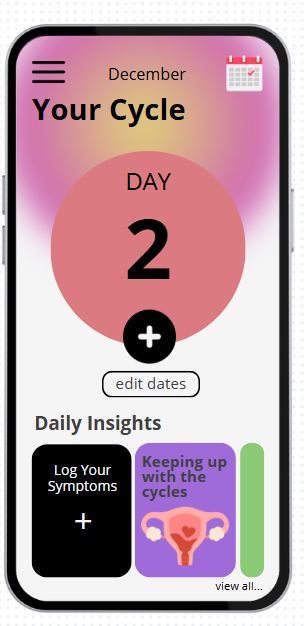 December
Your Cycle
DAY
2
edit dates
Daily Insights
Log Your
Symptoms
+
Keeping up
with the
cycles
view all...